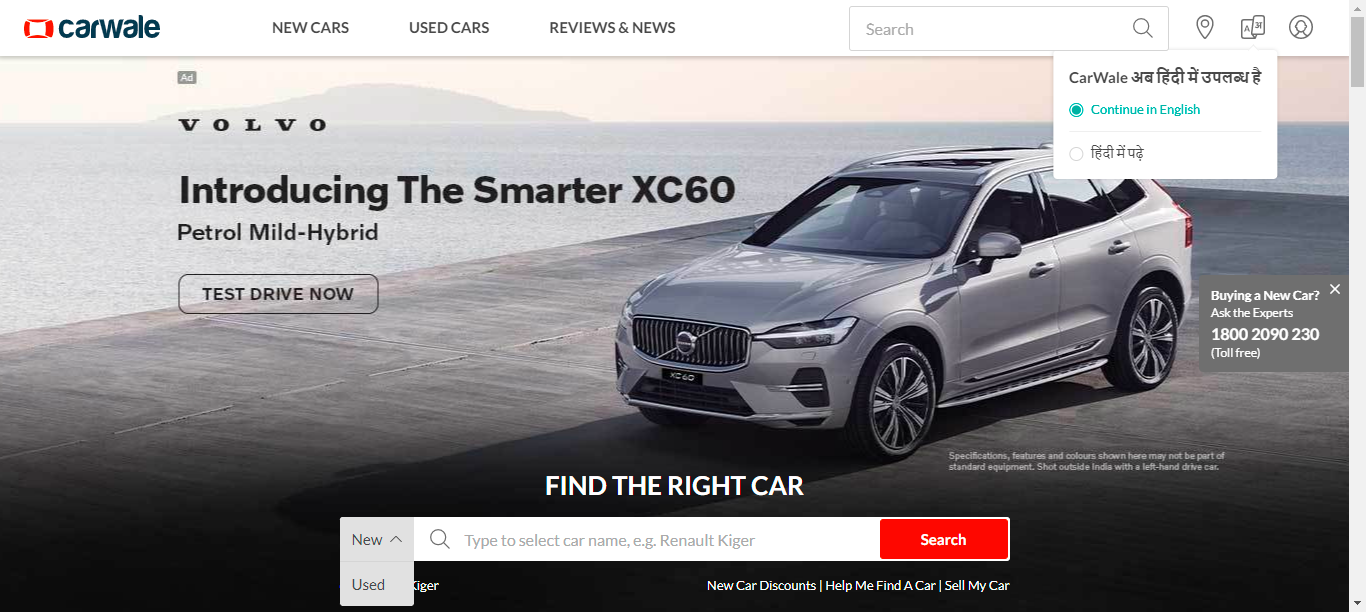 carwale
NEW CARS
USED CARS
REVIEWS & NEWS
Search
A अ
CarWale अब हिंदी में उपलब्ध है
Continue in English
हिंदी में पढ़े
Ad
VOLVO
Introducing The Smarter XC60
Petrol Mild-Hybrid
TEST DRIVE NOW
XC60
Buying a New Car?
Ask the Experts
1800 2090 230
(Toll free)
Specifications, features and colours shown here may not be part of
standard equipment. Shot outside India with a left-hand drive car.
FIND THE RIGHT CAR
New
Type to select car name, e.g. Renault Kiger
Search
Used
Kiger
New Car Discounts | Help Me Find A Car | Sell My Car